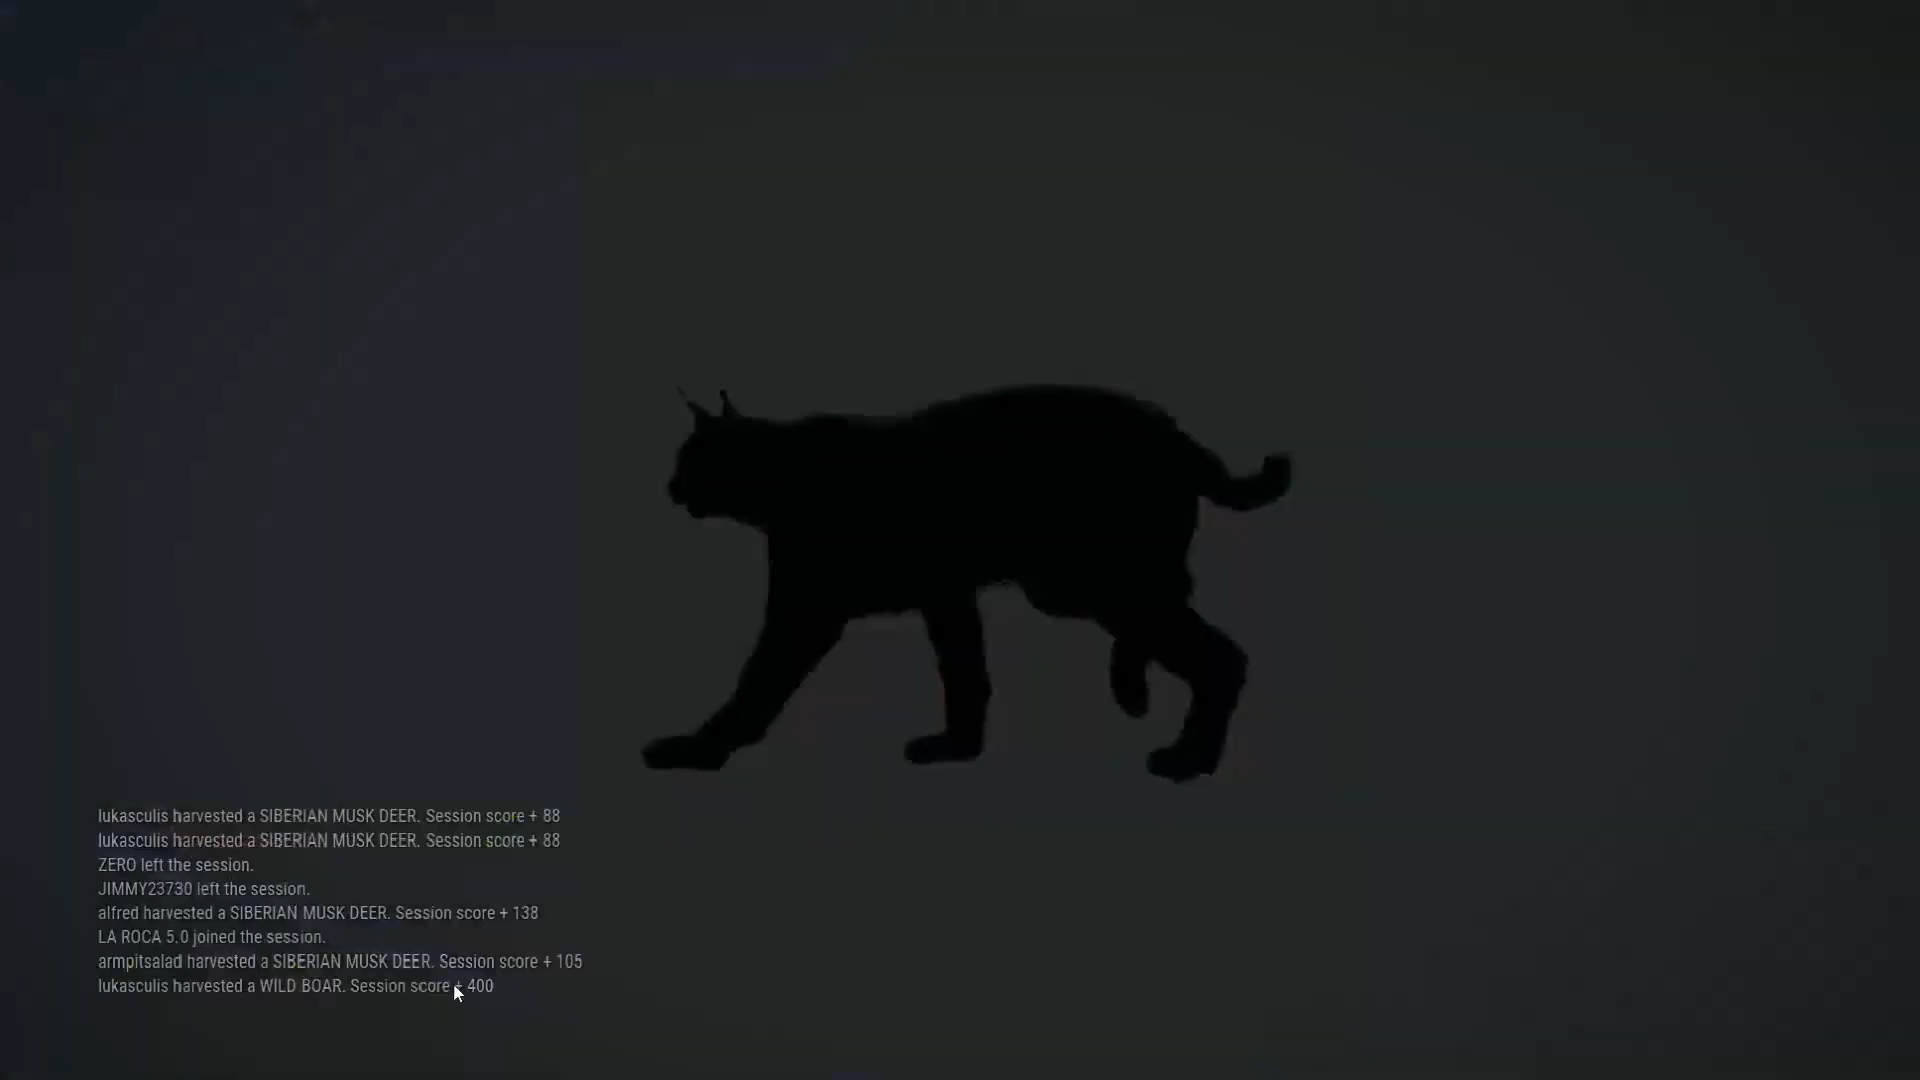 lukasculis harvested a SIBERIAN MUSK DEER. Session score + 88
lukasculis harvested a SIBERIAN MUSK DEER. Session score + 88
ZERO left the session.
JIMMY23730 left the session.
alfred harvested a SIBERIAN MUSK DEER. Session score + 138
LA ROCA 5.0 joined the session.
armpitsalad harvested a SIBERIAN MUSK DEER. Session score + 105
lukasculis harvested a WILD BOAR. Session score + 400